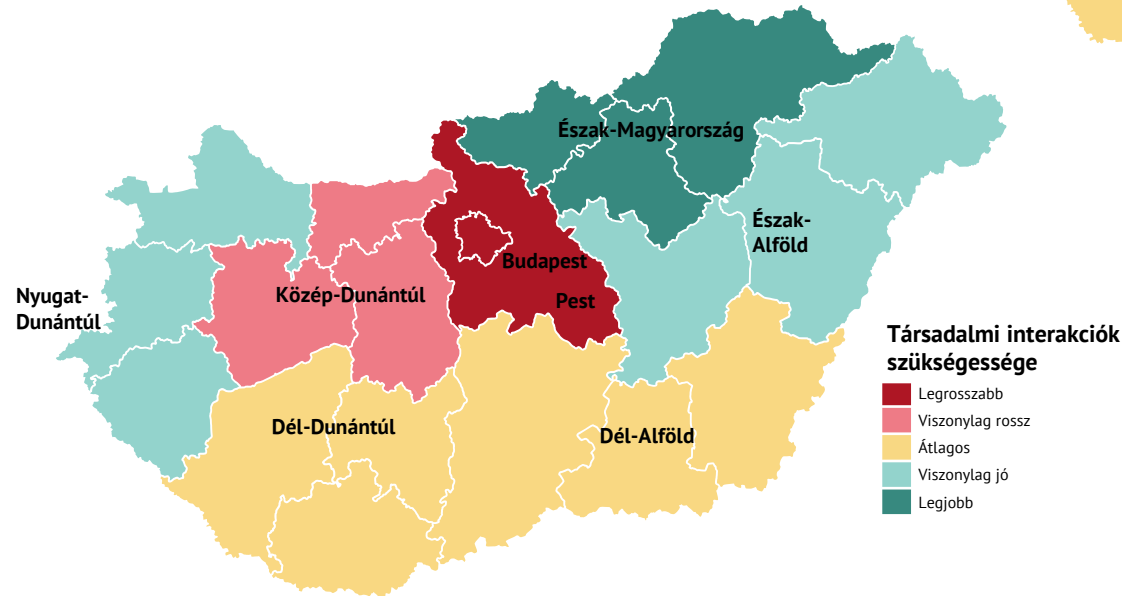 Észak-Magyarország
Észak-
Alföld
Budapest
Pest
Nyugat-
Dunántúl
Közép-Dunántúl
Dél-Dunántúl
Dél-Alföld
Társadalmi interakciók
szükségessége
Legrosszabb
Viszonylag rossz
Átlagos
Viszonylag jó
Legjobb